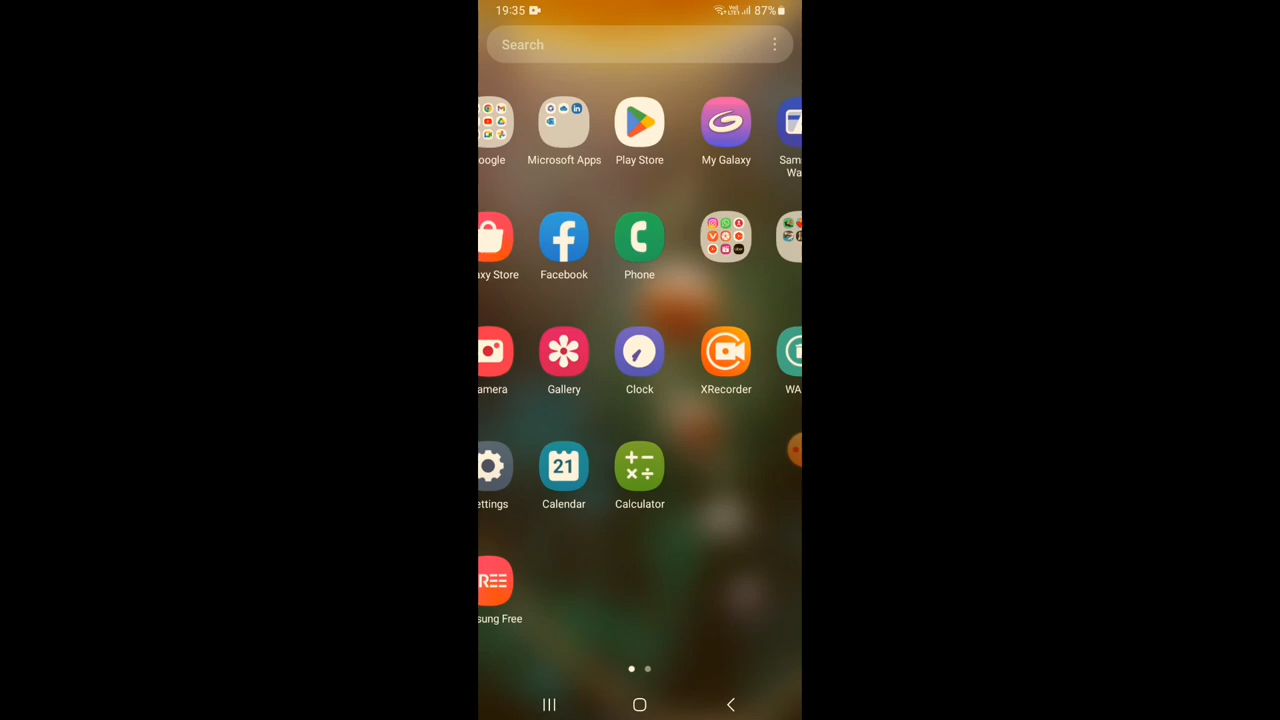 19:35
87%
Search
oogle
Microsoft Apps
Play Store
My Galaxy
Sam
Wa
axy Store
Facebook
Phone
amera
Gallery
Clock
XRecorder
WA
ettings
21
Calendar
Calculator
REE
sung Free